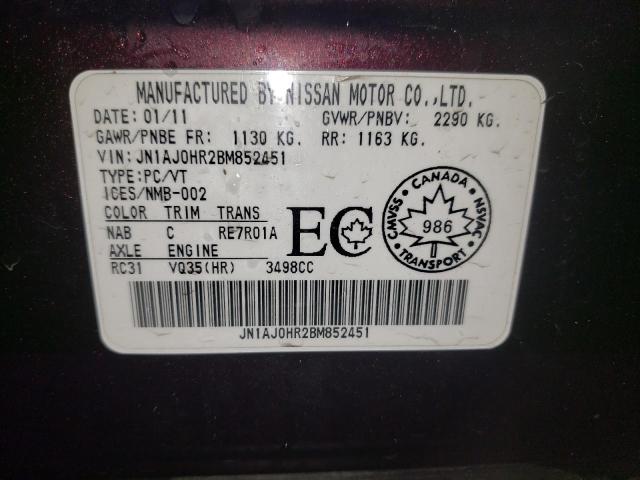 MANUFACTURED BY NISSAN MOTOR CO.,LTD.
DATE: 01/11 GVWR/PNBV: 2290 KG.
GAWR/PNBE FR: 1130 KG. RR: 1163 KG.
VIN: JN1AJ0HR2BM852451
TYPE: PC/VT
ICES/NMB-002
COLOR TRIM TRANS
NAB C RE7R01A
AXLE ENGINE
RC31 VQ35(HR) 3498CC
EC
CANADA
CMVSS 986 NSVAC
TRANSPORT
JN1AJ0HR2BM852451